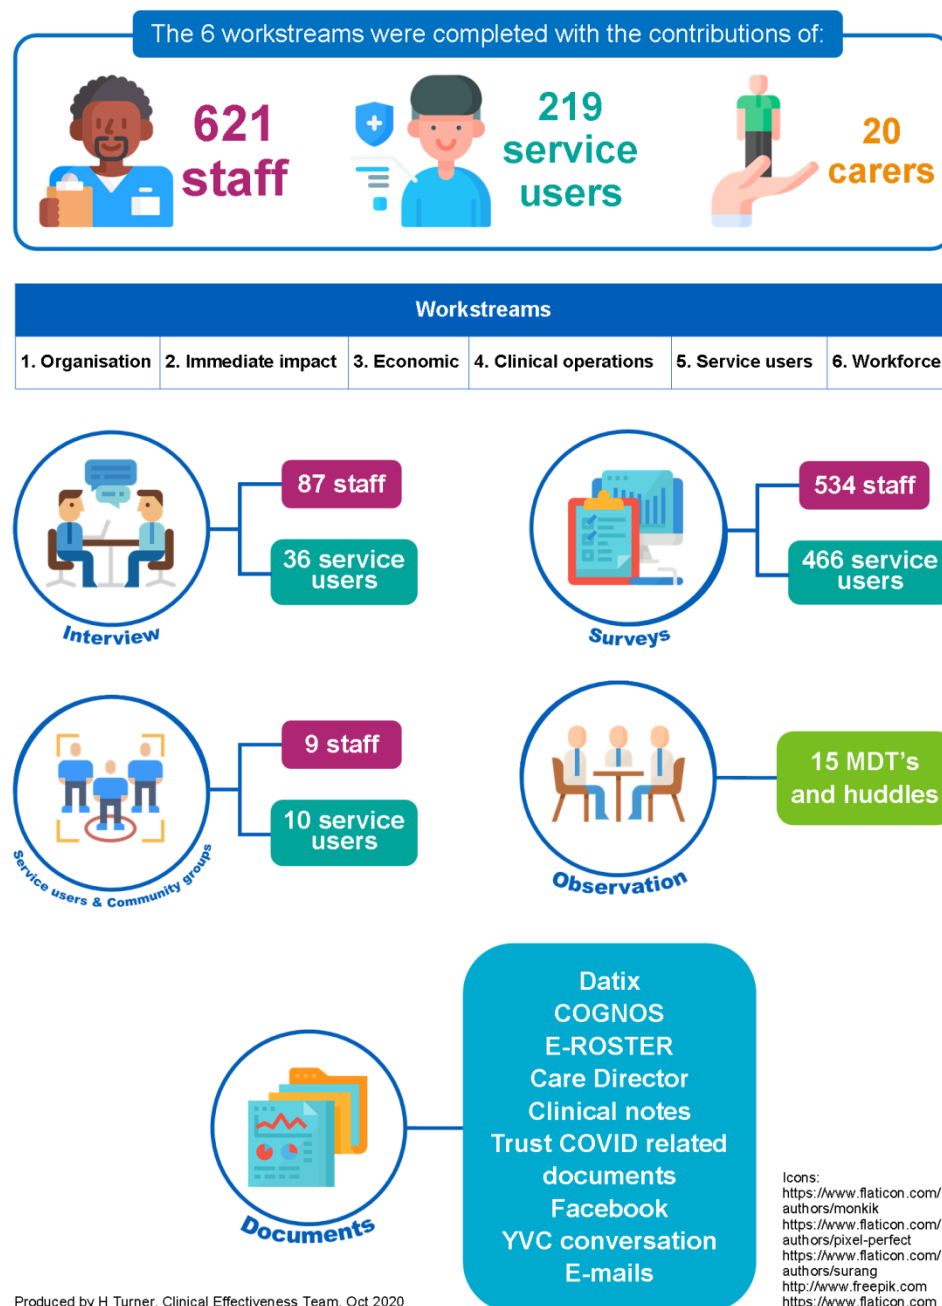 The 6 workstreams were completed with the contributions of:
621
staff
219
service
users
20
carers
Workstreams
1. Organisation
2. Immediate impact
3. Economic
4. Clinical operations
5. Service users
6. Workforce
87 staff
36 service
users
Interview
534 staff
466 service
users
Surveys
9 staff
10 service
users
Service users & Community groups
15 MDT's
and huddles
Observation
Datix
COGNOS
E-ROSTER
Care Director
Clinical notes
Trust COVID related
documents
Facebook
YVC conversation
E-mails
Documents
Icons:
https://www.flaticon.com/
authors/monkik
https://www.flaticon.com/
authors/pixel-perfect
https://www.flaticon.com/
authors/surang
http://www.freepik.com
https://www.flaticon.com
Produced by H Turner, Clinical Effectiveness Team, Oct 2020